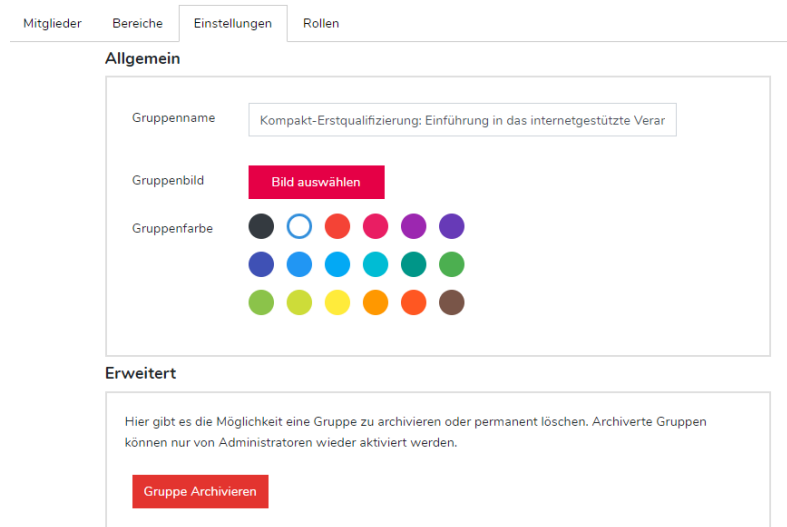 Mitglieder Bereiche Einstellungen Rollen
Allgemein
Gruppenname Kompakt-Erstqualifizierung: Einführung in das internetgestützte Verar
Gruppenbild Bild auswählen
Gruppenfarbe
Erweitert
Hier gibt es die Möglichkeit eine Gruppe zu archivieren oder permanent löschen. Archiverte Gruppen
können nur von Administratoren wieder aktiviert werden.
Gruppe Archivieren